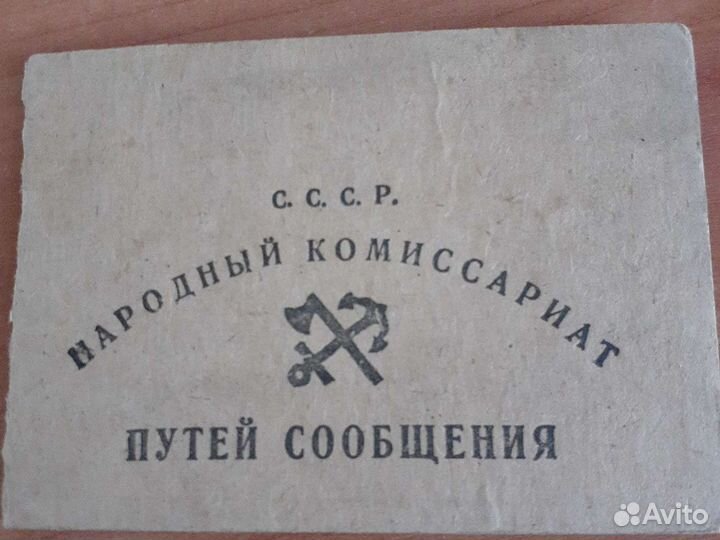 С. С. С. Р.
НАРОДНЫЙ КОМИССАРИАТ
ПУТЕЙ СООБЩЕНИЯ
Avito